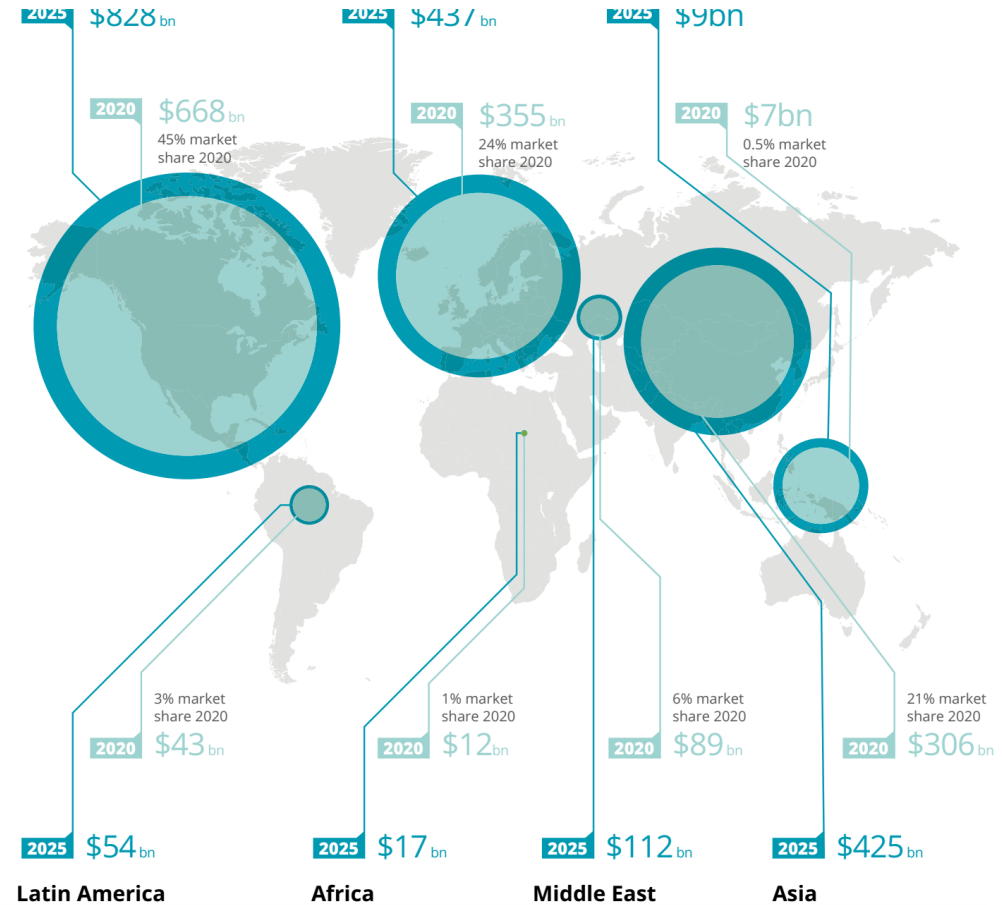 2025 $828 bn
2025 $437 bn
2025 $9bn
2020 $668 bn
45% market
share 2020
2020 $355 bn
24% market
share 2020
2020 $7bn
0.5% market
share 2020
3% market
share 2020
2020 $43 bn
1% market
share 2020
2020 $12bn
6% market
share 2020
2020 $89 bn
21% market
share 2020
2020 $306 bn
2025 $54 bn
2025 $17 bn
2025 $112 bn
2025 $425 bn
Latin America
Africa
Middle East
Asia